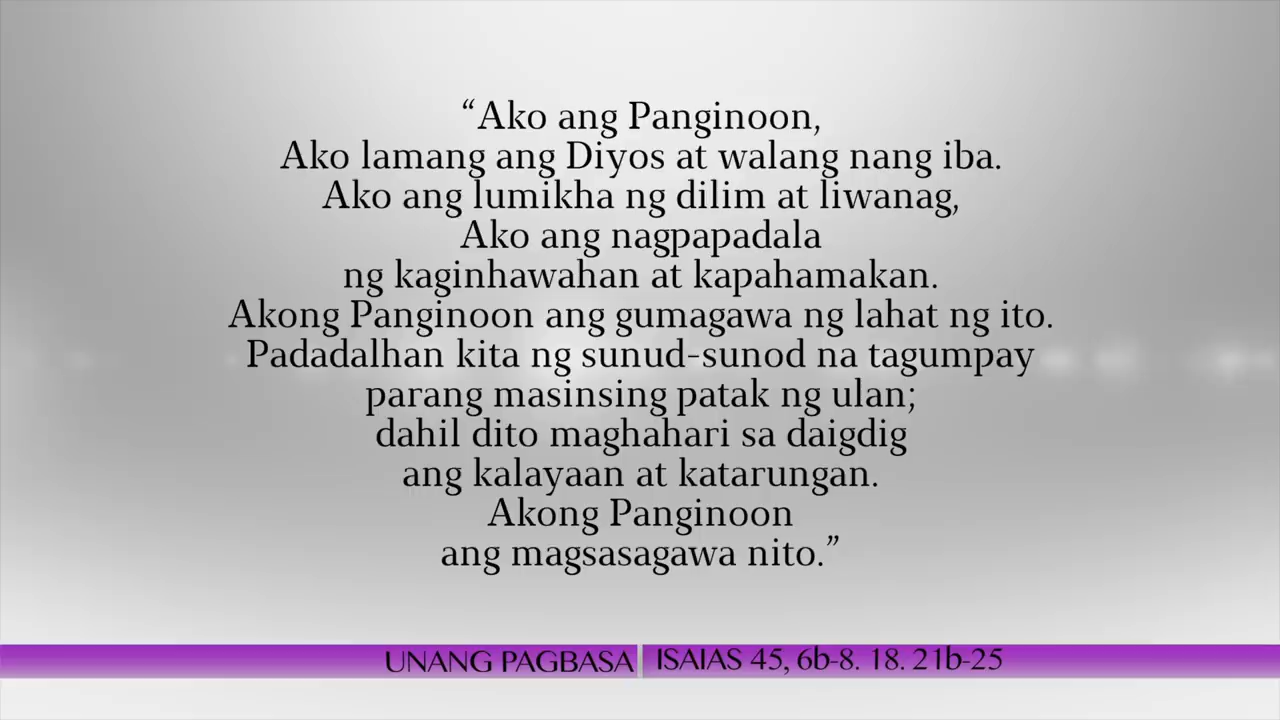 “Ako ang Panginoon,
Ako lamang ang Diyos at walang nang iba.
Ako ang lumikha ng dilim at liwanag,
Ako ang nagpapadala
ng kaginhawahan at kapahamakan.
Akong Panginoon ang gumagawa ng lahat ng ito.
Padadalhan kita ng sunud-sunod na tagumpay
parang masinsing patak ng ulan;
dahil dito maghahari sa daigdig
ang kalayaan at katarungan.
Akong Panginoon
ang magsasagawa nito.”
UNANG PAGBASA ISAIAS 45, 6b-8. 18. 21b-25